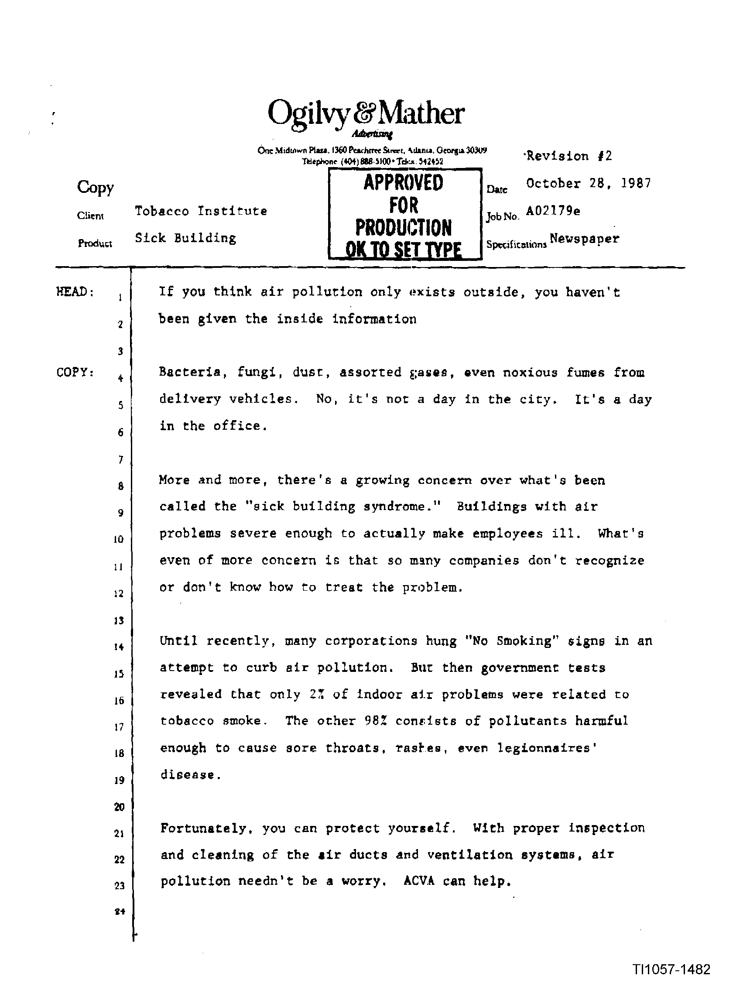 Ogilvy & Mather
Advertising
One Midtown Plaza, 1360 Peachtree Street, Atlanta, Georgia 30309
Telephone (404) 888-5100 • Telex: 542452
Revision #2
Copy
APPROVED
FOR
PRODUCTION
OK TO SET TYPE
Date October 28, 1987
Client Tobacco Institute
Job No. A02179e
Product Sick Building
Specifications Newspaper
HEAD: 1 If you think air pollution only exists outside, you haven't
2 been given the inside information
3
COPY: 4 Bacteria, fungi, dust, assorted gases, even noxious fumes from
5 delivery vehicles. No, it's not a day in the city. It's a day
6 in the office.
7
8 More and more, there's a growing concern over what's been
9 called the "sick building syndrome." Buildings with air
10 problems severe enough to actually make employees ill. What's
11 even of more concern is that so many companies don't recognize
12 or don't know how to treat the problem.
13
14 Until recently, many corporations hung "No Smoking" signs in an
15 attempt to curb air pollution. But then government tests
16 revealed that only 2% of indoor air problems were related to
17 tobacco smoke. The other 98% consists of pollutants harmful
18 enough to cause sore throats, rashes, even legionnaires'
19 disease.
20
21 Fortunately, you can protect yourself. With proper inspection
22 and cleaning of the air ducts and ventilation systems, air
23 pollution needn't be a worry. ACVA can help.
24
TI1057-1482